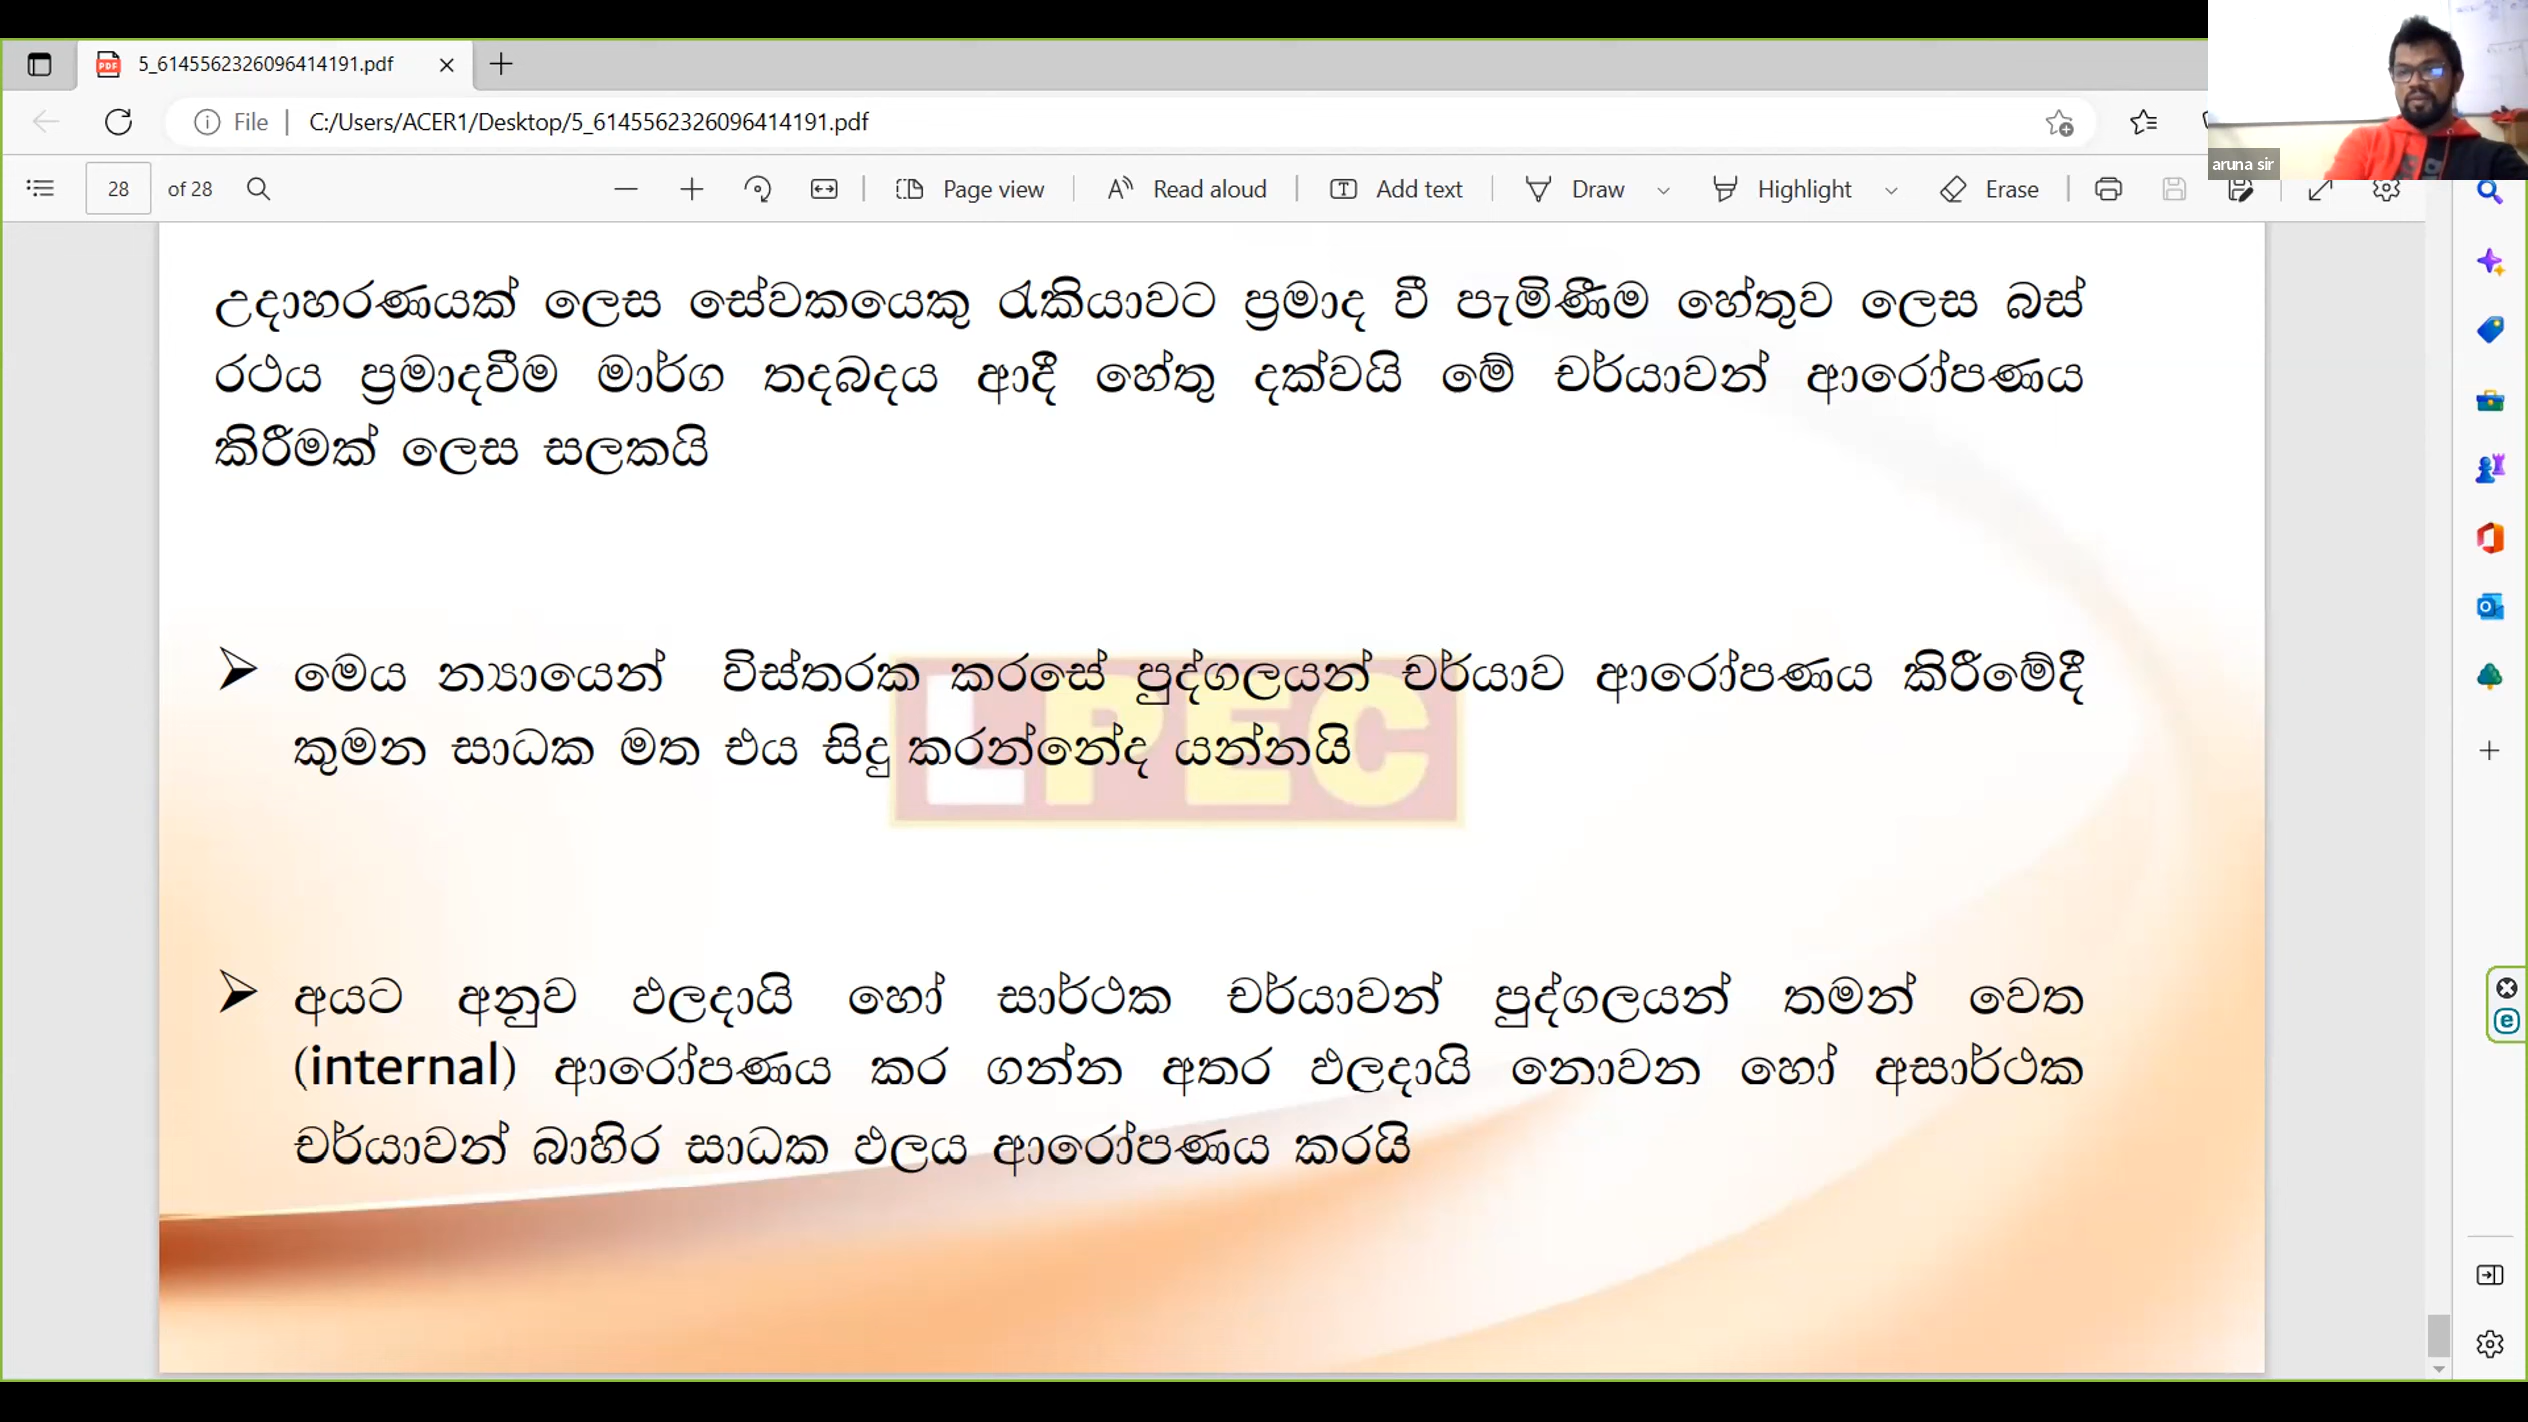 5_6145562326096414191.pdf
File | C:/Users/ACER1/Desktop/5_6145562326096414191.pdf
aruna sir
28 of 28 Page view Read aloud Add text Draw Highlight Erase
උදාහරණයක් ලෙස සේවකයෙකු රැකියාවට ප්‍රමාද වී පැමිණීම හේතුව ලෙස බස්
රථය ප්‍රමාදවීම මාර්ග තදබදය ආදී හේතු දක්වයි මේ චර්යාවන් ආරෝපණය
කිරීමක් ලෙස සලකයි
➢ මෙය න්‍යායෙන් විස්තරක කරසේ පුද්ගලයන් චර්යාව ආරෝපණය කිරීමේදී
කුමන සාධක මත එය සිදු කරන්නේද යන්නයි
LPEC
➢ අයට අනුව ඵලදායි හෝ සාර්ථක චර්යාවන් පුද්ගලයන් තමන් වෙත
(internal) ආරෝපණය කර ගන්න අතර ඵලදායි නොවන හෝ අසාර්ථක
චර්යාවන් බාහිර සාධක ඵලය ආරෝපණය කරයි